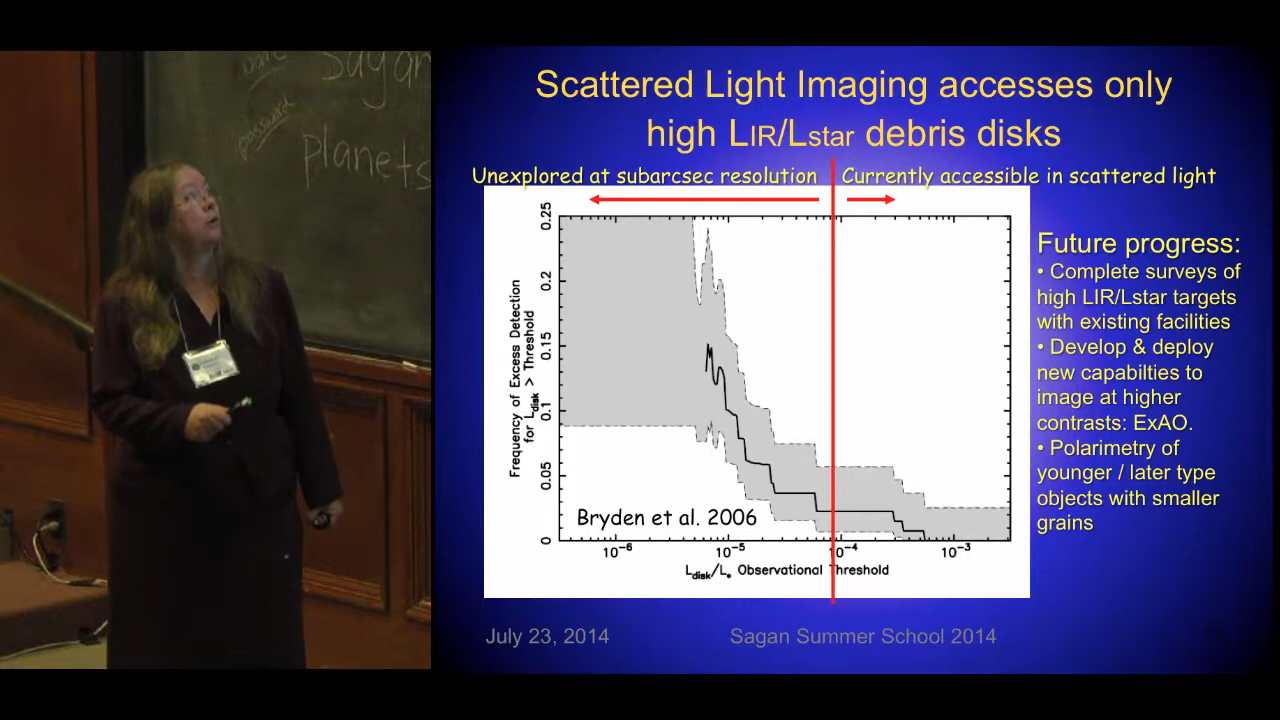 Sagan
password
planets
Scattered Light Imaging accesses only
high LIR/Lstar debris disks
Unexplored at subarcsec resolution
Currently accessible in scattered light
Frequency of Excess Detection
for Ldisk > Threshold
0.25
0.2
0.15
0.1
0.05
0
10⁻⁶
10⁻⁵
10⁻⁴
10⁻³
Ldisk/L* Observational Threshold
Bryden et al. 2006
Future progress:
• Complete surveys of
high LIR/Lstar targets
with existing facilities
• Develop & deploy
new capabilties to
image at higher
contrasts: ExAO.
• Polarimetry of
younger / later type
objects with smaller
grains
July 23, 2014
Sagan Summer School 2014